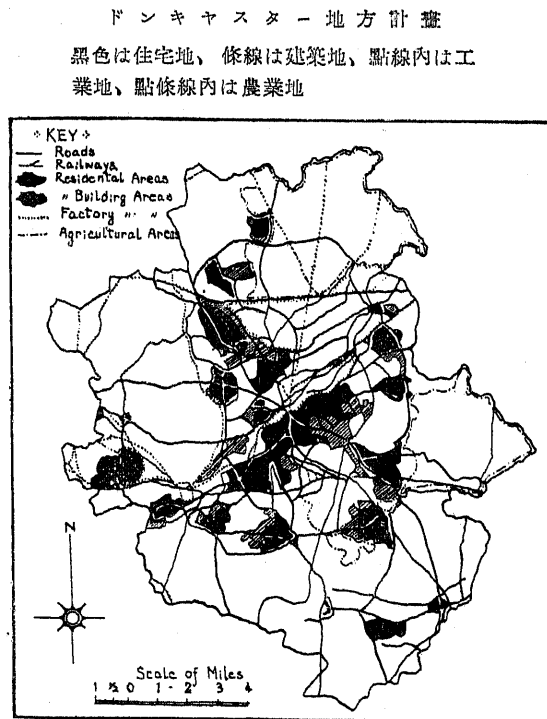 ドンキャスター地方計畫
黑色は住宅地、條線は建築地、點線內は工
業地、點條線內は農業地
KEY
Roads
Railways
Residental Areas
〃 Building Areas
Factory 〃 〃
Agricultural Areas
N
Scale of Miles
1 ½ 0 1 - 2 3 4